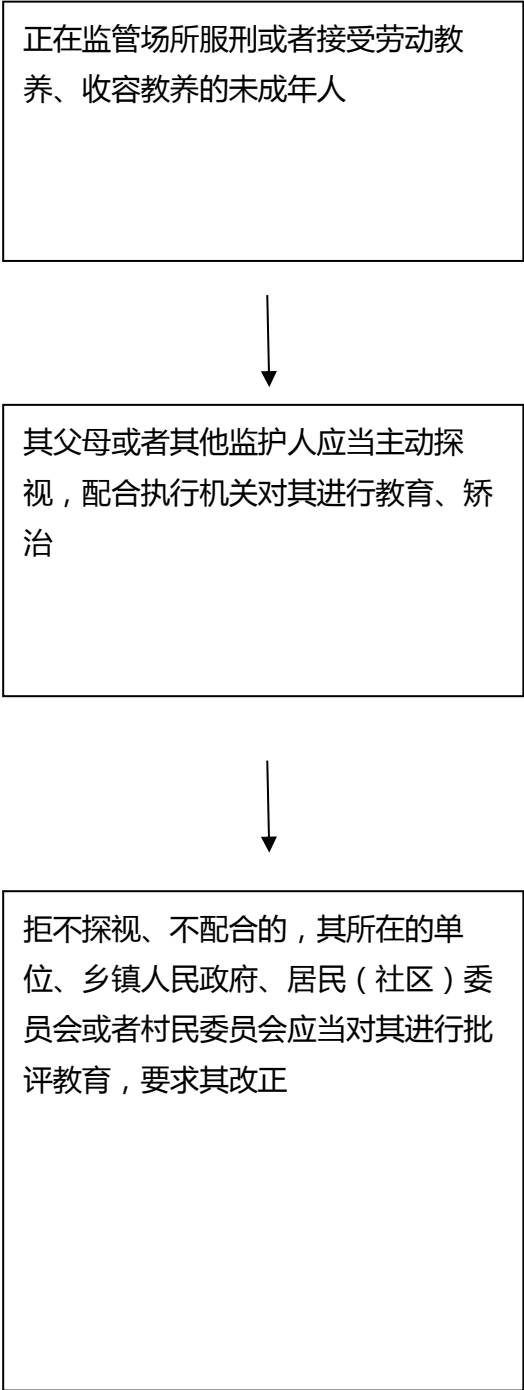 正在监管场所服刑或者接受劳动教
养、收容教养的未成年人
其父母或者其他监护人应当主动探
视，配合执行机关对其进行教育、矫
治
拒不探视、不配合的，其所在的单
位、乡镇人民政府、居民（社区）委
员会或者村民委员会应当对其进行批
评教育，要求其改正